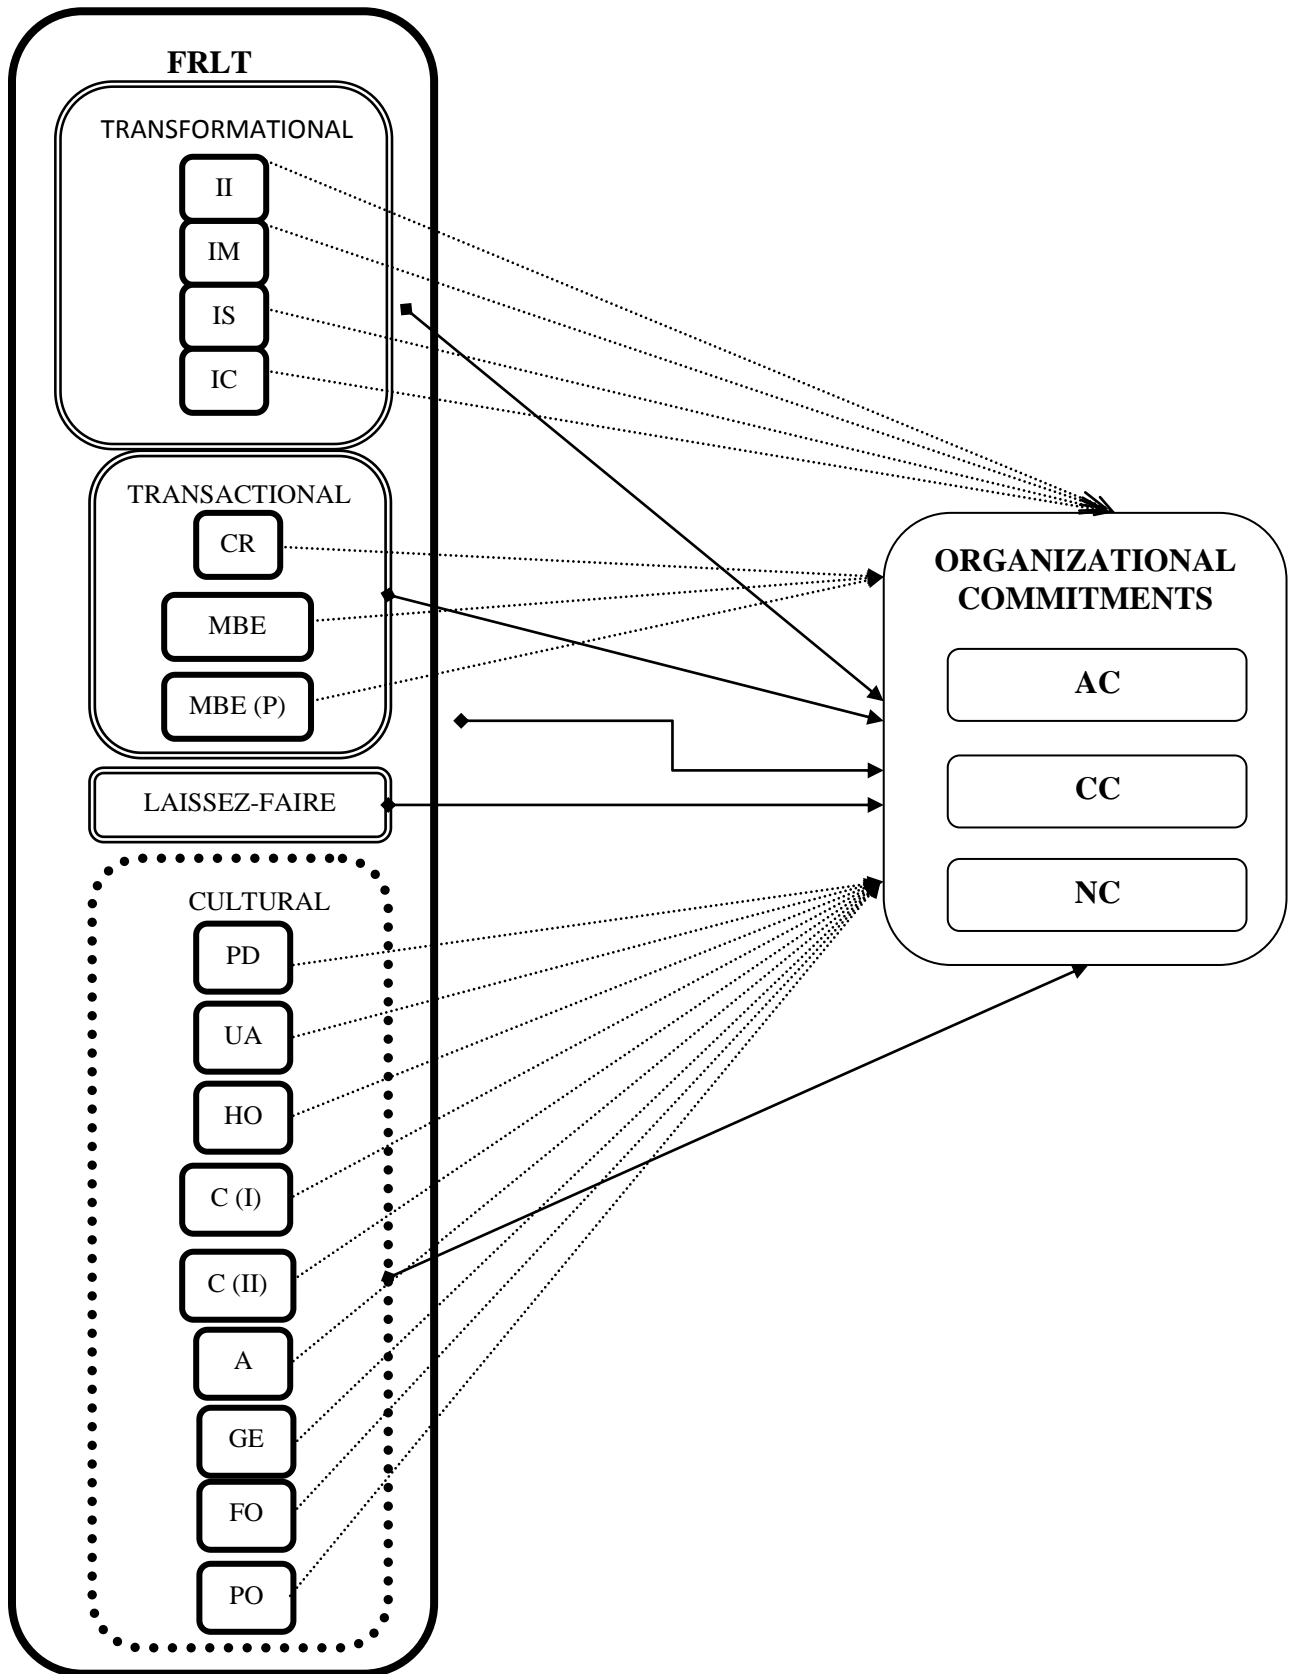 FRLT
TRANSFORMATIONAL
II
IM
IS
IC
TRANSACTIONAL
CR
MBE
MBE (P)
LAISSEZ-FAIRE
CULTURAL
PD
UA
HO
C (I)
C (II)
A
GE
FO
PO
ORGANIZATIONAL
COMMITMENTS
AC
CC
NC